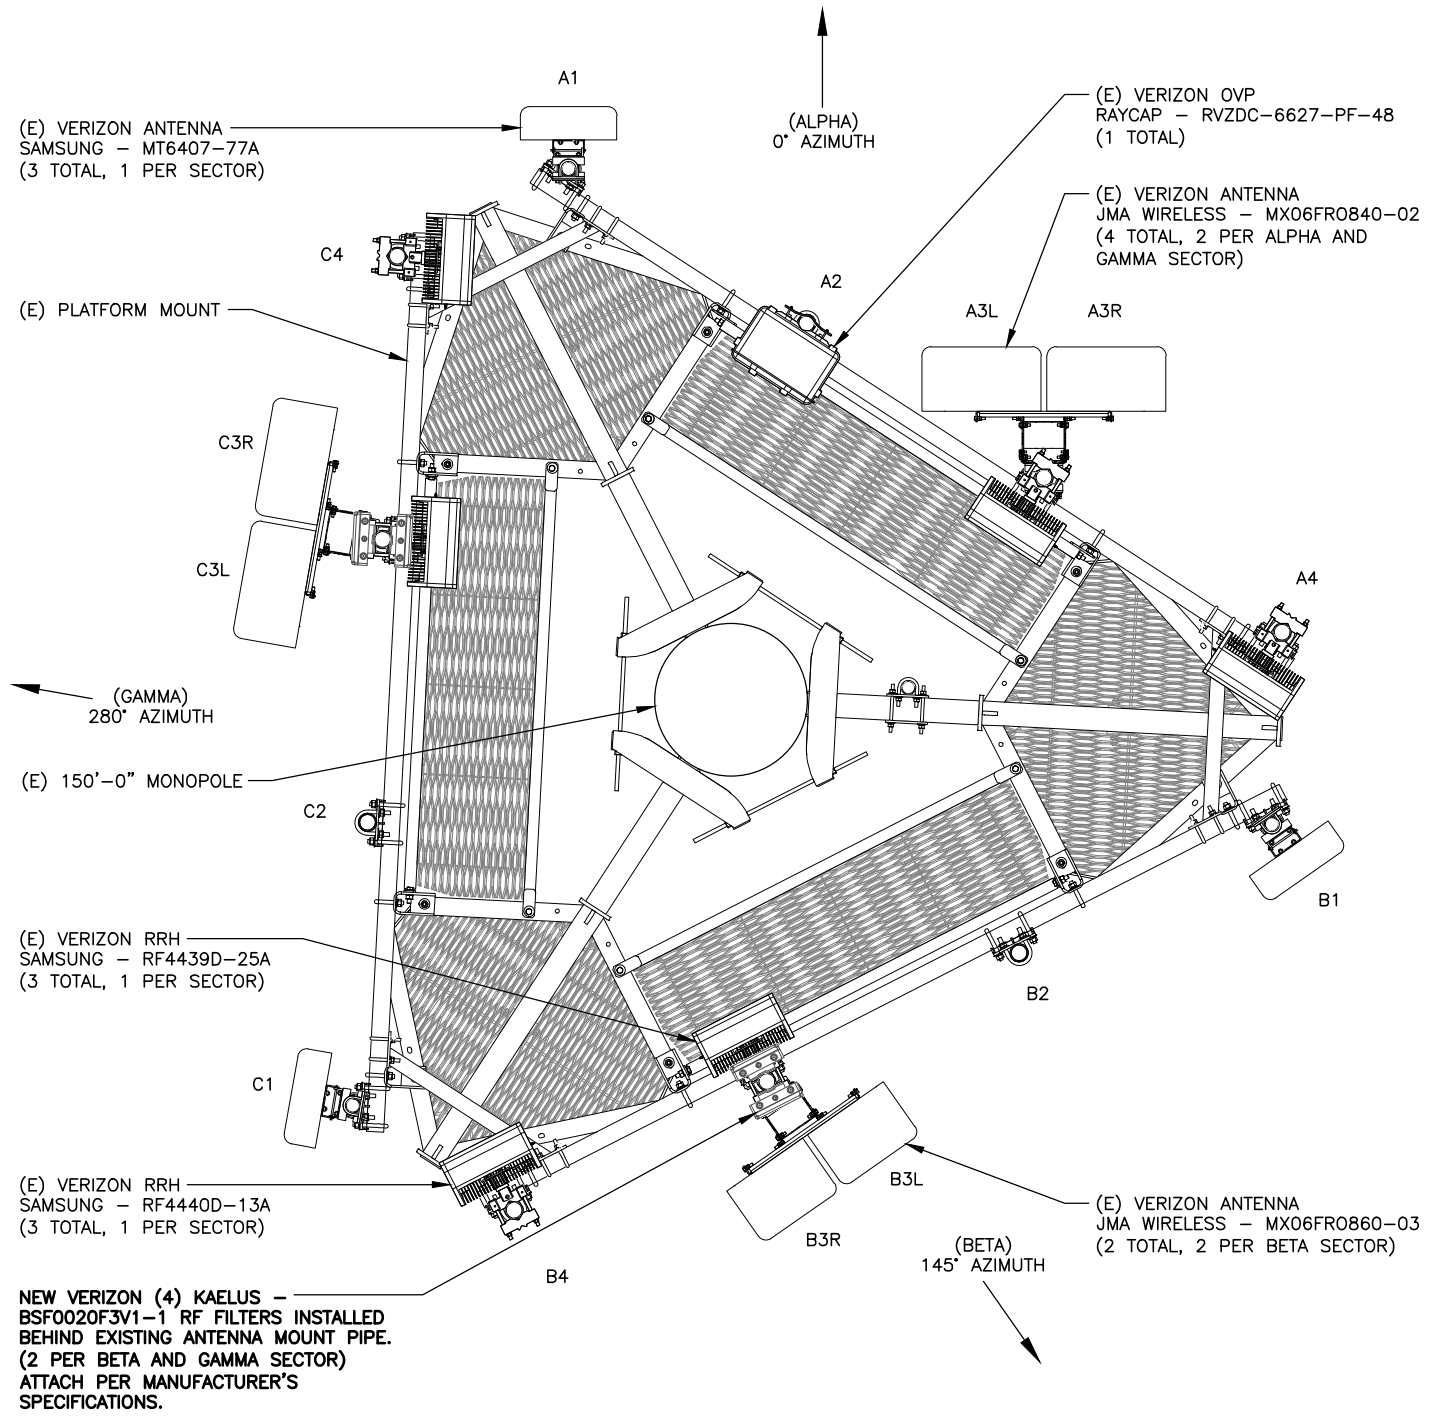 A1
(E) VERIZON ANTENNA
SAMSUNG - MT6407-77A
(3 TOTAL, 1 PER SECTOR)
(ALPHA)
0° AZIMUTH
(E) VERIZON OVP
RAYCAP - RVZDC-6627-PF-48
(1 TOTAL)
(E) VERIZON ANTENNA
JMA WIRELESS - MX06FRO840-02
(4 TOTAL, 2 PER ALPHA AND
GAMMA SECTOR)
C4
A2
A3L
A3R
(E) PLATFORM MOUNT
C3R
C3L
A4
(GAMMA)
280° AZIMUTH
(E) 150'-0" MONOPOLE
C2
B1
(E) VERIZON RRH
SAMSUNG - RF4439D-25A
(3 TOTAL, 1 PER SECTOR)
B2
C1
(E) VERIZON RRH
SAMSUNG - RF4440D-13A
(3 TOTAL, 1 PER SECTOR)
B3L
B3R
(E) VERIZON ANTENNA
JMA WIRELESS - MX06FRO860-03
(2 TOTAL, 2 PER BETA SECTOR)
(BETA)
145° AZIMUTH
B4
NEW VERIZON (4) KAELUS -
BSF0020F3V1-1 RF FILTERS INSTALLED
BEHIND EXISTING ANTENNA MOUNT PIPE.
(2 PER BETA AND GAMMA SECTOR)
ATTACH PER MANUFACTURER'S
SPECIFICATIONS.